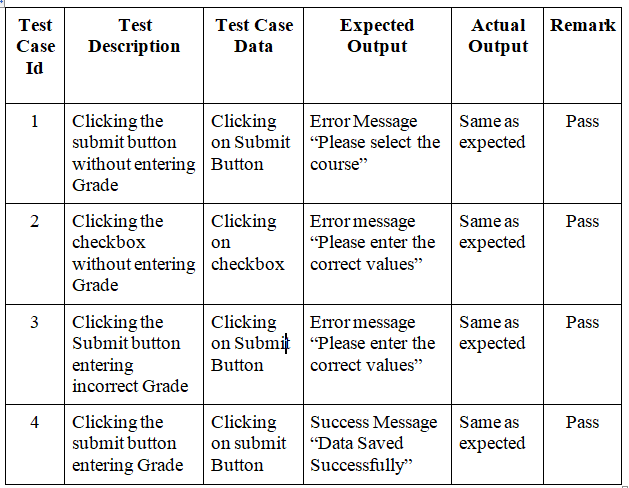 Test Case Id Test Description Test Case Data Expected Output Actual Output Remark
1 Clicking the submit button without entering Grade Clicking on Submit Button Error Message “Please select the course” Same as expected Pass
2 Clicking the checkbox without entering Grade Clicking on checkbox Error message “Please enter the correct values” Same as expected Pass
3 Clicking the Submit button entering incorrect Grade Clicking on Submit Button Error message “Please enter the correct values” Same as expected Pass
4 Clicking the submit button entering Grade Clicking on submit Button Success Message “Data Saved Successfully” Same as expected Pass